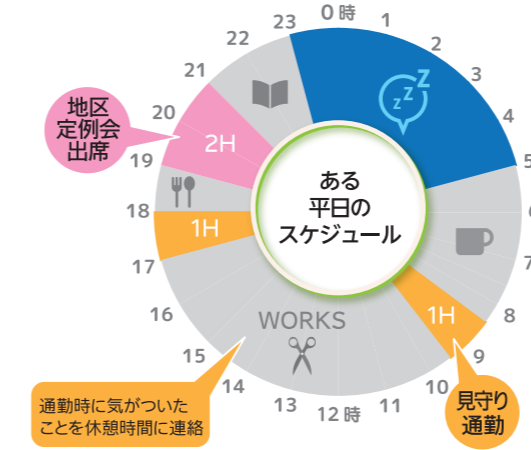 0時
1
2
3
4
5
6
7
8
9
10
11
12時
13
14
15
16
17
18
19
20
21
22
23
z
z
Z
地区
定例会
出席
2H
ある
平日の
スケジュール
1H
WORKS
1H
見守り
通勤
通勤時に気がついた
ことを休憩時間に連絡